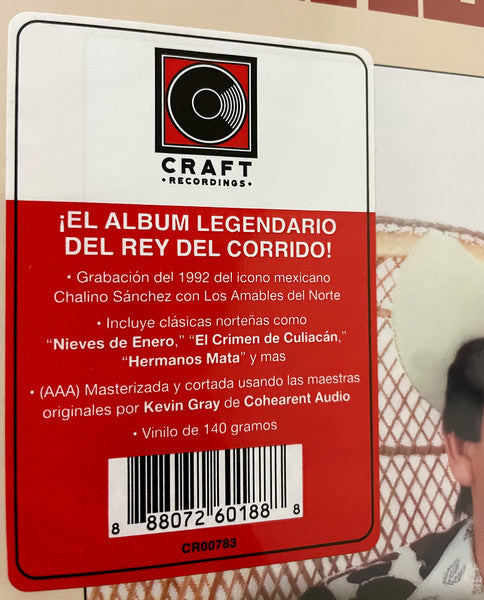 CRAFT
• RECORDINGS •
¡EL ALBUM LEGENDARIO
DEL REY DEL CORRIDO!
• Grabación del 1992 del icono mexicano
Chalino Sánchez con Los Amables del Norte
• Incluye clásicas norteñas como
“Nieves de Enero,” “El Crimen de Culiacán,”
“Hermanos Mata” y mas
• (AAA) Masterizada y cortada usando las maestras
originales por Kevin Gray de Cohearent Audio
• Vinilo de 140 gramos
8 88072 60188 8
CR00783